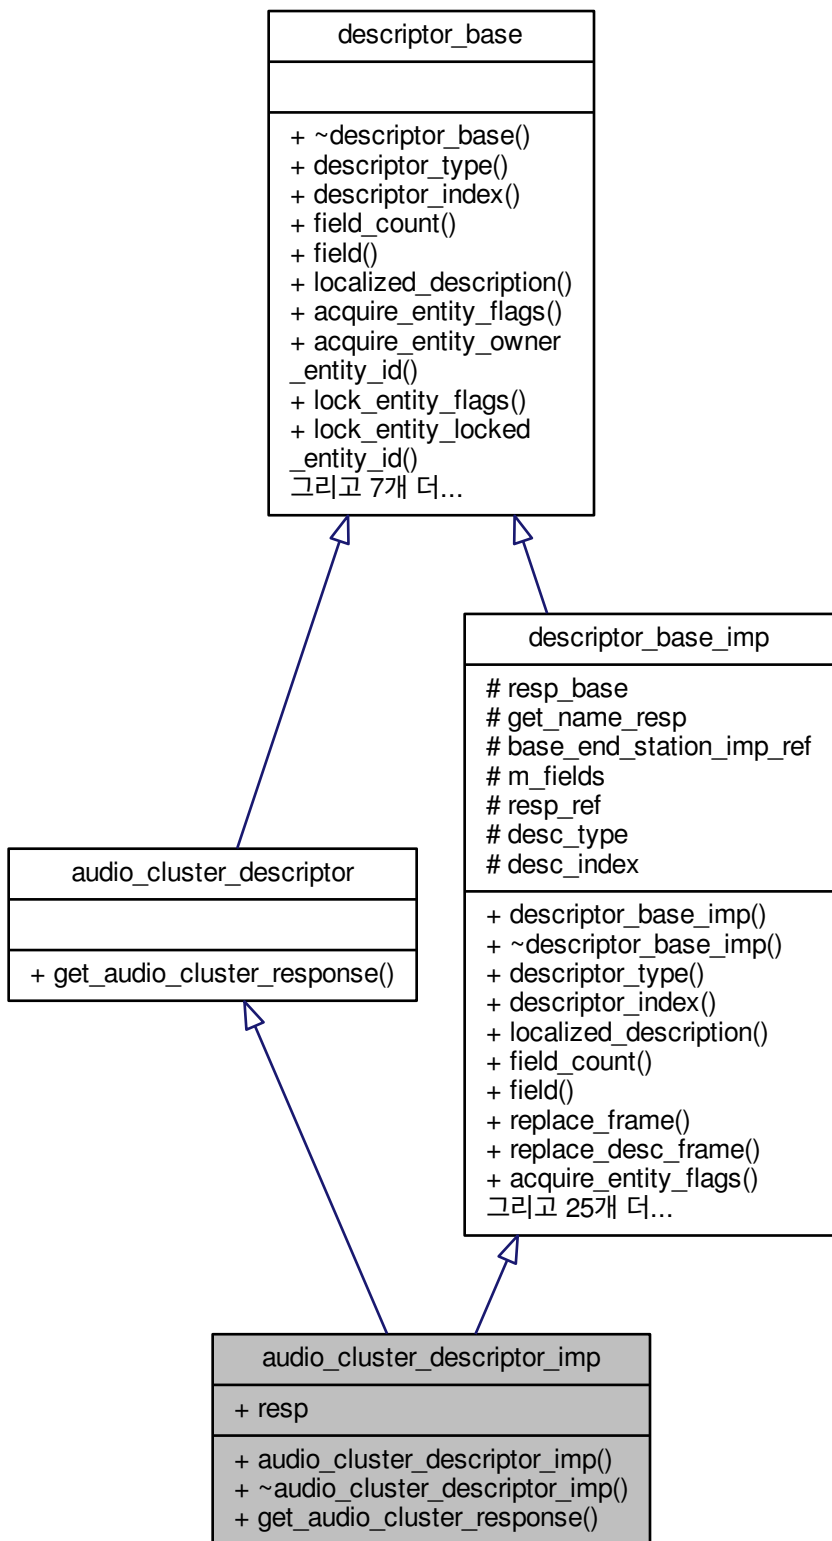 descriptor_base
+ ~descriptor_base()
+ descriptor_type()
+ descriptor_index()
+ field_count()
+ field()
+ localized_description()
+ acquire_entity_flags()
+ acquire_entity_owner
_entity_id()
+ lock_entity_flags()
+ lock_entity_locked
_entity_id()
그리고 7개 더...
descriptor_base_imp
# resp_base
# get_name_resp
# base_end_station_imp_ref
# m_fields
# resp_ref
# desc_type
# desc_index
+ descriptor_base_imp()
+ ~descriptor_base_imp()
+ descriptor_type()
+ descriptor_index()
+ localized_description()
+ field_count()
+ field()
+ replace_frame()
+ replace_desc_frame()
+ acquire_entity_flags()
그리고 25개 더...
audio_cluster_descriptor
+ get_audio_cluster_response()
audio_cluster_descriptor_imp
+ resp
+ audio_cluster_descriptor_imp()
+ ~audio_cluster_descriptor_imp()
+ get_audio_cluster_response()